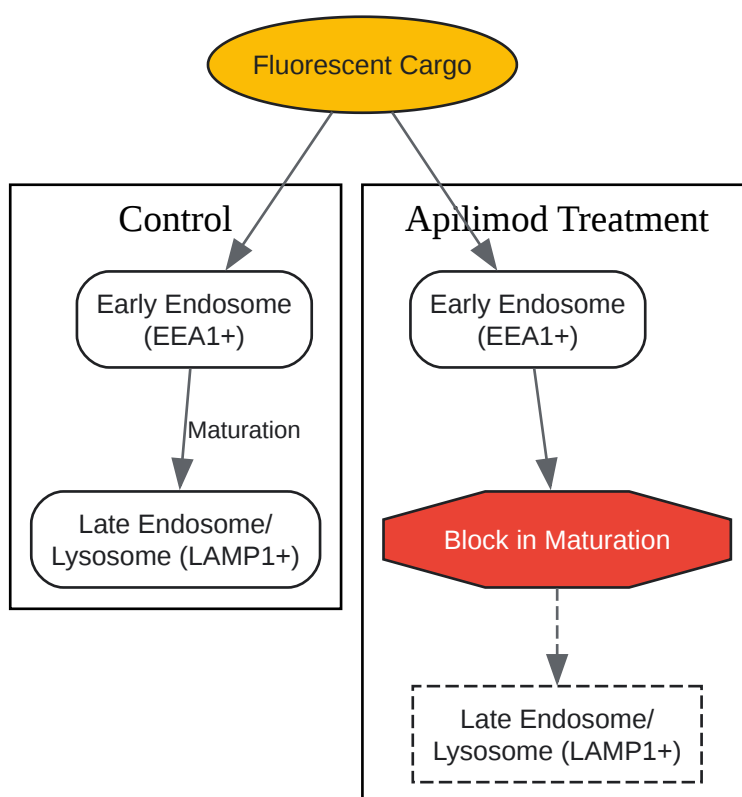 Fluorescent Cargo
Control
Early Endosome
(EEA1+)
Maturation
Late Endosome/
Lysosome (LAMP1+)
Apilimod Treatment
Early Endosome
(EEA1+)
Block in Maturation
Late Endosome/
Lysosome (LAMP1+)